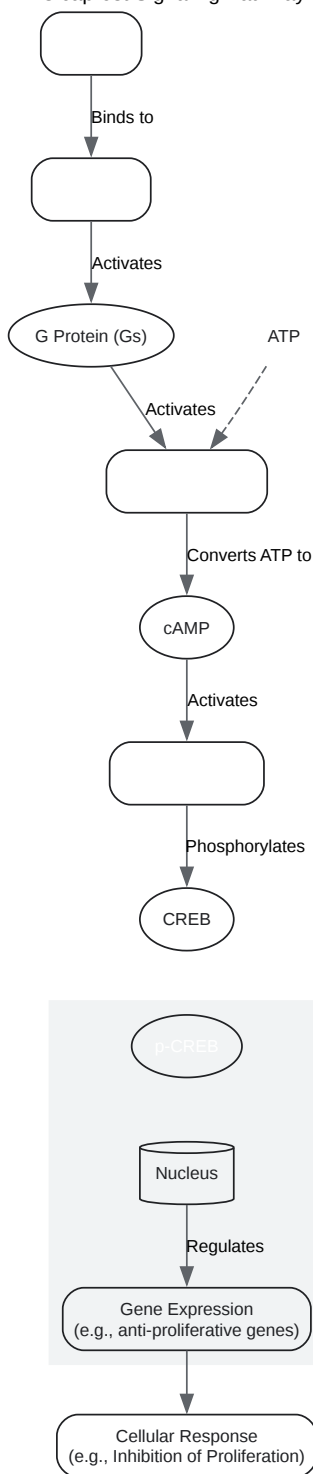 Binds to
Activates
G Protein (Gs)
ATP
Activates
Converts ATP to
cAMP
Activates
Phosphorylates
CREB
p-CREB
Nucleus
Regulates
Gene Expression
(e.g., anti-proliferative genes)
Cellular Response
(e.g., Inhibition of Proliferation)